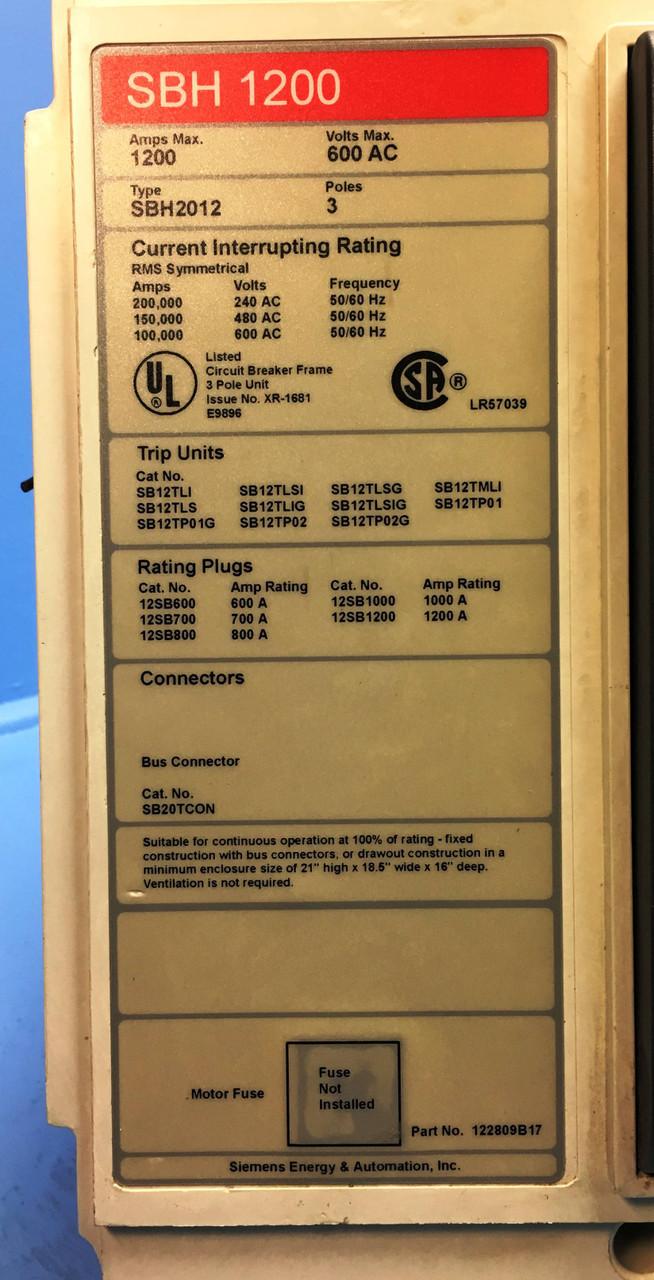 SBH 1200
Amps Max. Volts Max.
1200 600 AC
Type Poles
SBH2012 3
Current Interrupting Rating
RMS Symmetrical
Amps Volts Frequency
200,000 240 AC 50/60 Hz
150,000 480 AC 50/60 Hz
100,000 600 AC 50/60 Hz
UL ®
Listed
Circuit Breaker Frame
3 Pole Unit
Issue No. XR-1681
E9896
SA ®
LR57039
Trip Units
Cat No.
SB12TLI SB12TLSI SB12TLSG SB12TMLI
SB12TLS SB12TLIG SB12TLSIG SB12TP01
SB12TP01G SB12TP02 SB12TP02G
Rating Plugs
Cat. No. Amp Rating Cat. No. Amp Rating
12SB600 600 A 12SB1000 1000 A
12SB700 700 A 12SB1200 1200 A
12SB800 800 A
Connectors
Bus Connector
Cat. No.
SB20TCON
Suitable for continuous operation at 100% of rating - fixed
construction with bus connectors, or drawout construction in a
minimum enclosure size of 21" high x 18.5" wide x 16" deep.
Ventilation is not required.
Motor Fuse
Fuse
Not
Installed
Part No. 122809B17
Siemens Energy & Automation, Inc.